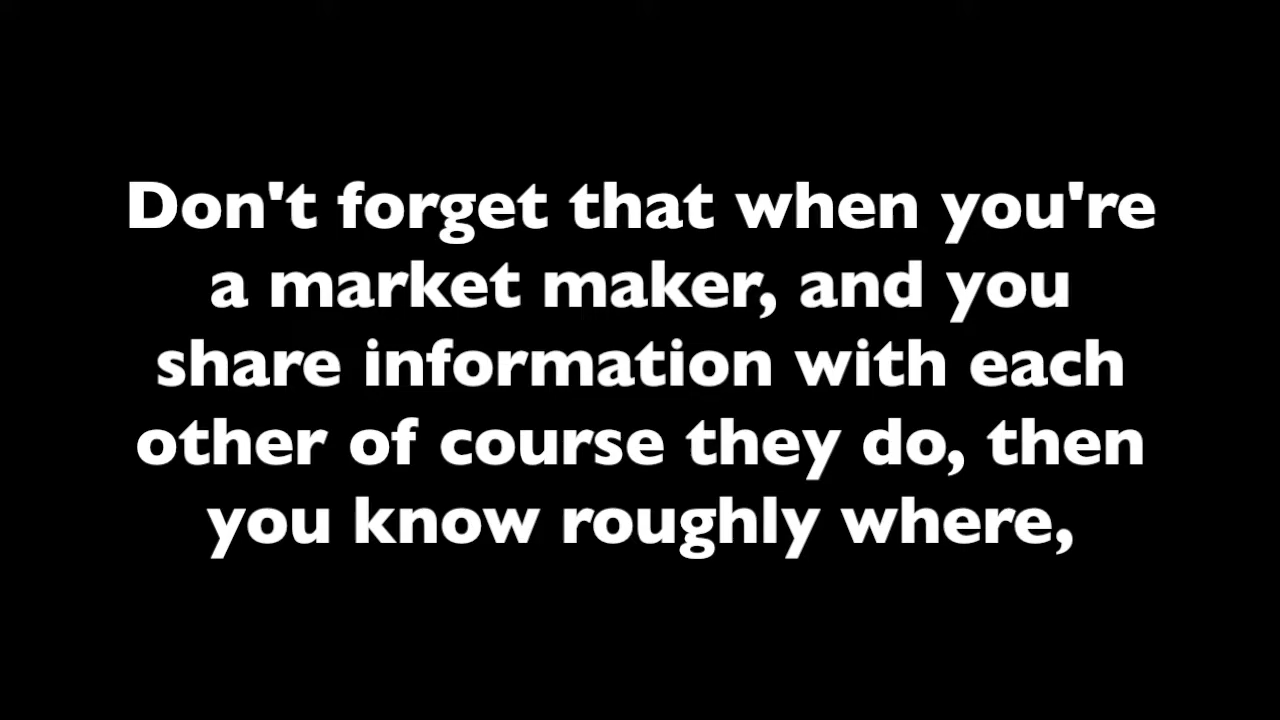 Don't forget that when you're
a market maker, and you
share information with each
other of course they do, then
you know roughly where,